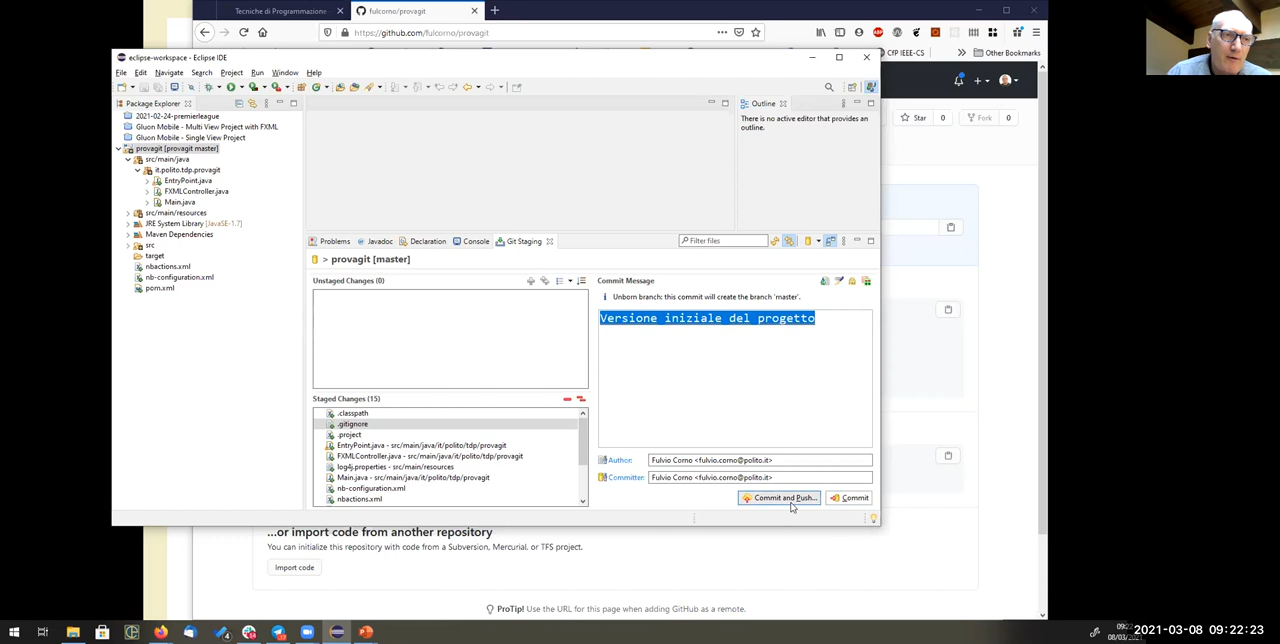 Tecniche di Programmazione
fulcorno/provagit
https://github.com/fulcorno/provagit
CfP IEEE-CS
Other Bookmarks
eclipse-workspace - Eclipse IDE
File Edit Navigate Search Project Run Window Help
Star 0
Fork 0
Package Explorer
2021-02-24-premierleague
Gluon Mobile - Multi View Project with FXML
Gluon Mobile - Single View Project
provagit [provagit master]
src/main/java
it.polito.tdp.provagit
EntryPoint.java
FXMLController.java
Main.java
src/main/resources
JRE System Library [JavaSE-1.7]
Maven Dependencies
src
target
nbactions.xml
nb-configuration.xml
pom.xml
Outline
There is no active editor that provides an
outline.
Problems Javadoc Declaration Console Git Staging
Filter files
> provagit [master]
Unstaged Changes (0)
Staged Changes (15)
.classpath
.gitignore
.project
EntryPoint.java - src/main/java/it/polito/tdp/provagit
FXMLController.java - src/main/java/it/polito/tdp/provagit
log4j.properties - src/main/resources
Main.java - src/main/java/it/polito/tdp/provagit
nb-configuration.xml
nbactions.xml
Commit Message
Unborn branch: this commit will create the branch 'master'.
Versione iniziale del progetto
Author: Fulvio Corno <fulvio.corno@polito.it>
Committer: Fulvio Corno <fulvio.corno@polito.it>
Commit and Push...
Commit
...or import code from another repository
You can initialize this repository with code from a Subversion, Mercurial, or TFS project.
Import code
ProTip! Use the URL for this page when adding GitHub as a remote.
08/03/2021
2021-03-08 09:22:23